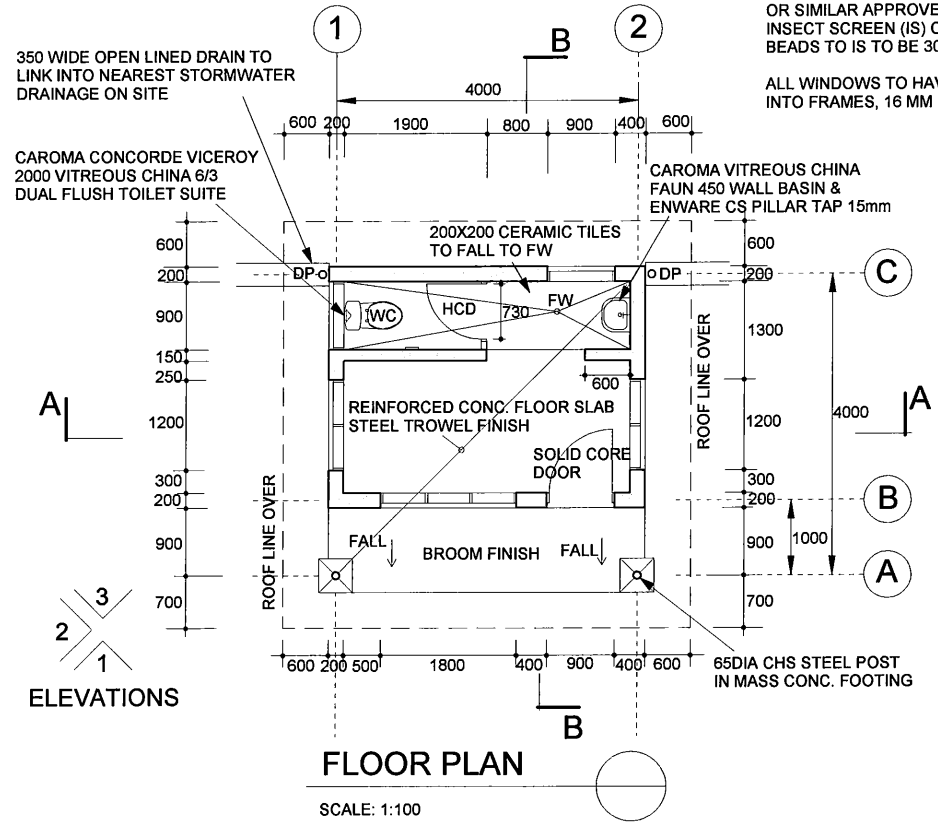 1
2
B
OR SIMILAR APPROVE
INSECT SCREEN (IS) C
BEADS TO IS TO BE 30
ALL WINDOWS TO HAV
INTO FRAMES, 16 MM
350 WIDE OPEN LINED DRAIN TO
LINK INTO NEAREST STORMWATER
DRAINAGE ON SITE
4000
600 200 1900 800 900 400 600
CAROMA CONCORDE VICEROY
2000 VITREOUS CHINA 6/3
DUAL FLUSH TOILET SUITE
CAROMA VITREOUS CHINA
FAUN 450 WALL BASIN &
ENWARE CS PILLAR TAP 15mm
200X200 CERAMIC TILES
TO FALL TO FW
600
200
900
150
250
1200
300
200
900
700
DP
WC
HCD
730
FW
DP
600
200
1300
1200
300
200
900
700
C
4000
B
1000
A
A
A
600
REINFORCED CONC. FLOOR SLAB
STEEL TROWEL FINISH
SOLID CORE
DOOR
ROOF LINE OVER
ROOF LINE OVER
FALL
BROOM FINISH
FALL
3
2
1
ELEVATIONS
600 200 500 1800 400 900 400 600
65DIA CHS STEEL POST
IN MASS CONC. FOOTING
B
FLOOR PLAN
SCALE: 1:100